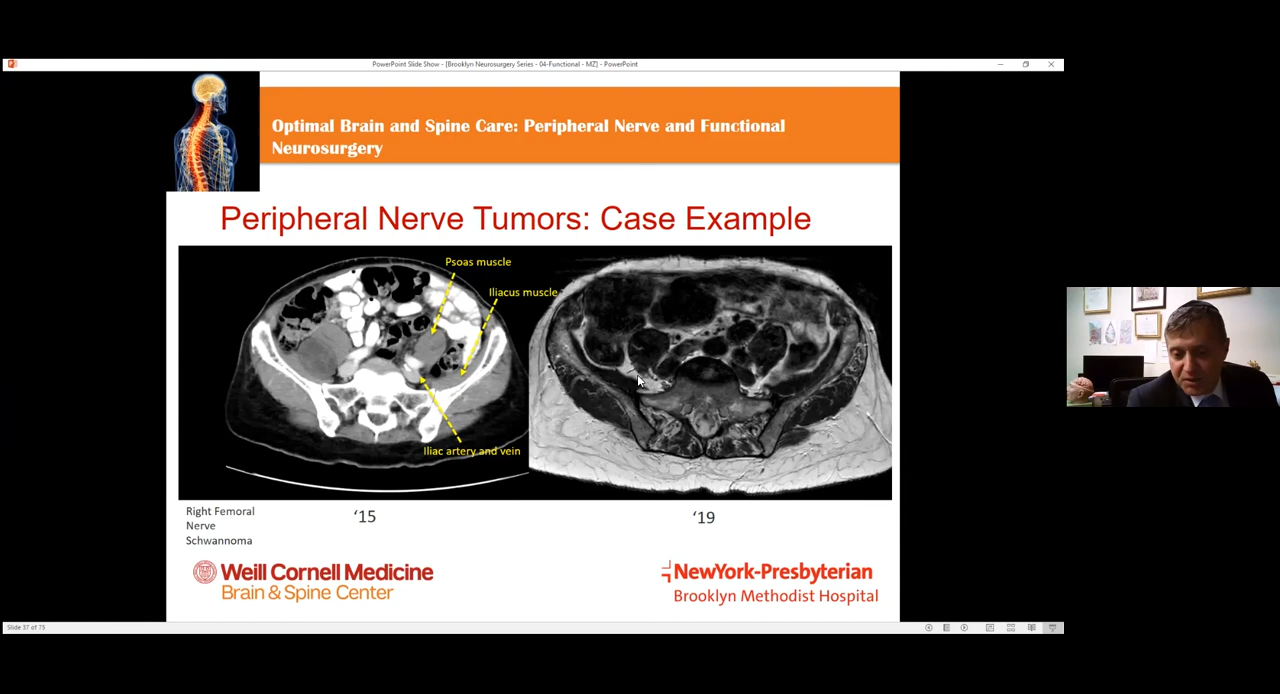 PowerPoint Slide Show - [Brooklyn Neurosurgery Series - 04-Functional - MZ] - PowerPoint
Optimal Brain and Spine Care: Peripheral Nerve and Functional
Neurosurgery
Peripheral Nerve Tumors: Case Example
Psoas muscle
Iliacus muscle
Iliac artery and vein
Right Femoral
Nerve
Schwannoma
‘15
‘19
Weill Cornell Medicine
Brain & Spine Center
NewYork-Presbyterian
Brooklyn Methodist Hospital
Slide 37 of 75